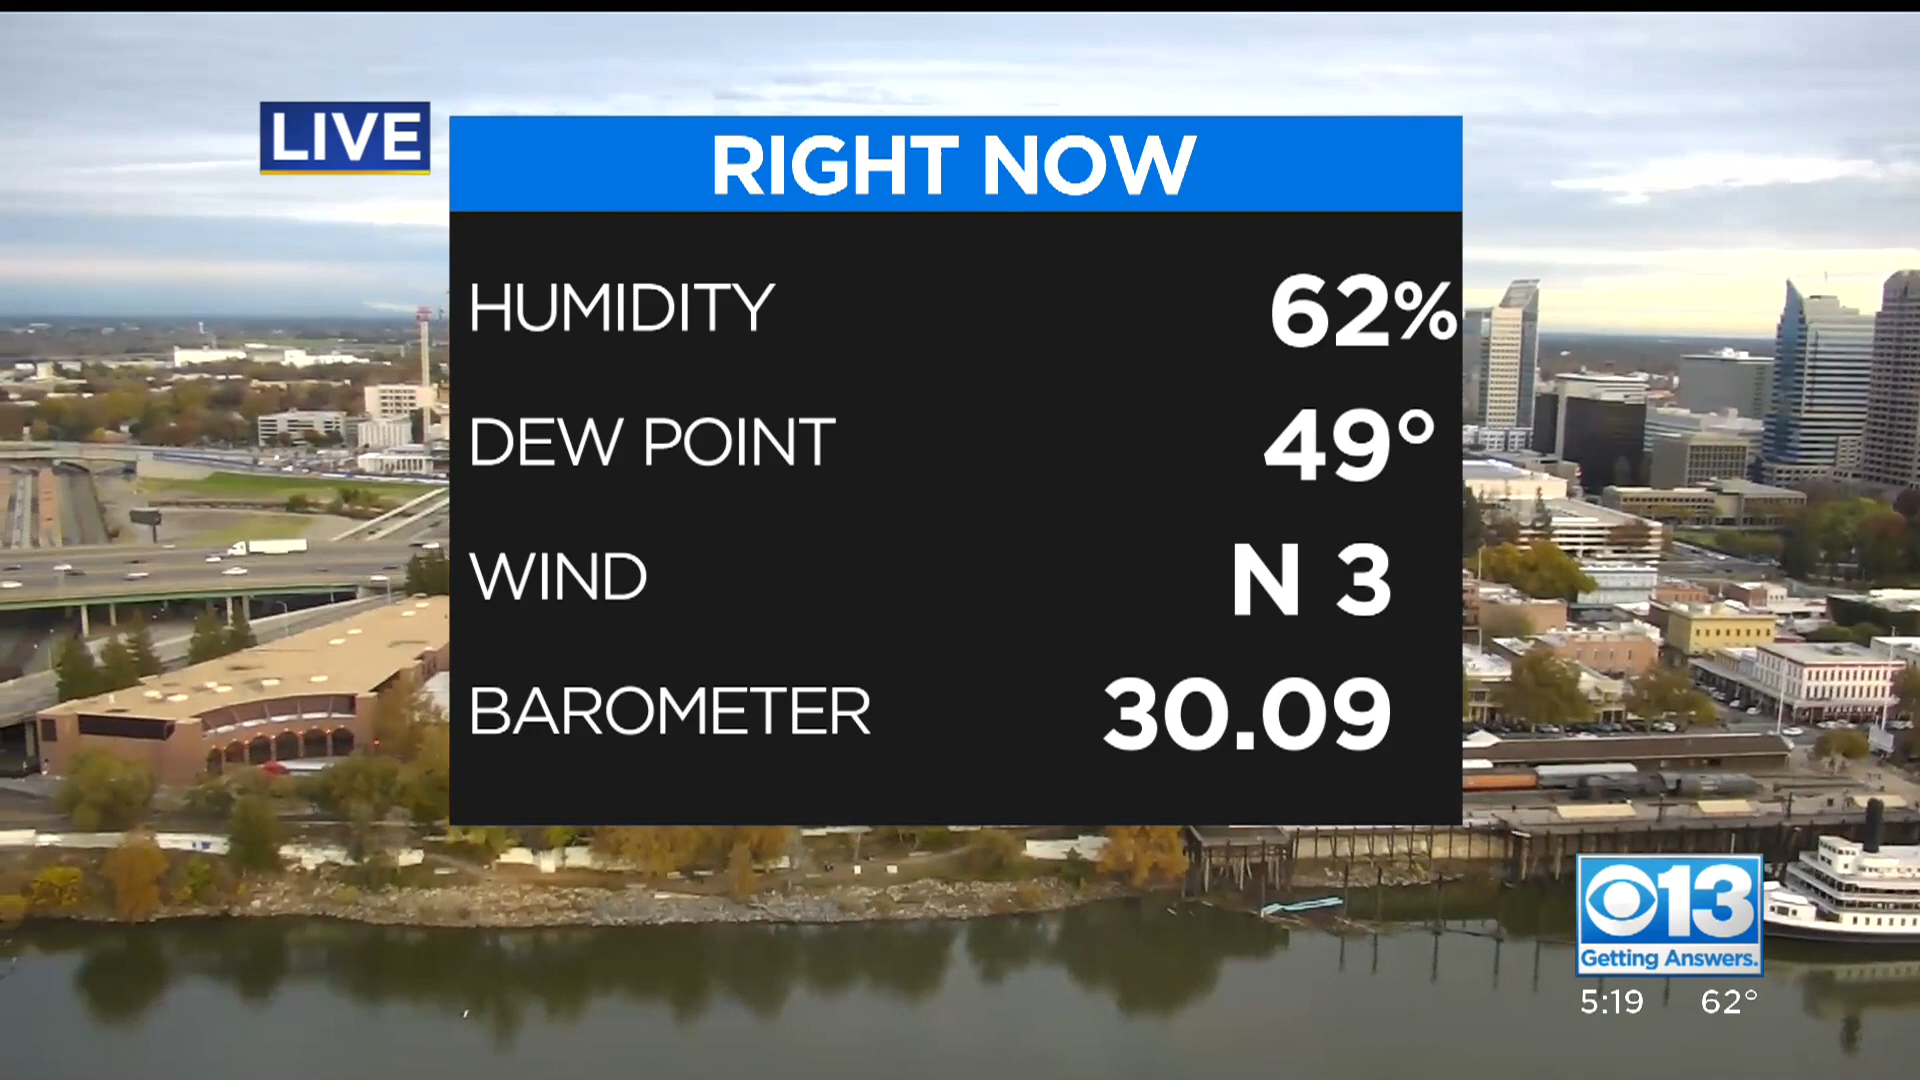 LIVE
RIGHT NOW
HUMIDITY 62%
DEW POINT 49°
WIND N 3
BAROMETER 30.09
13
Getting Answers.
5:19 62°